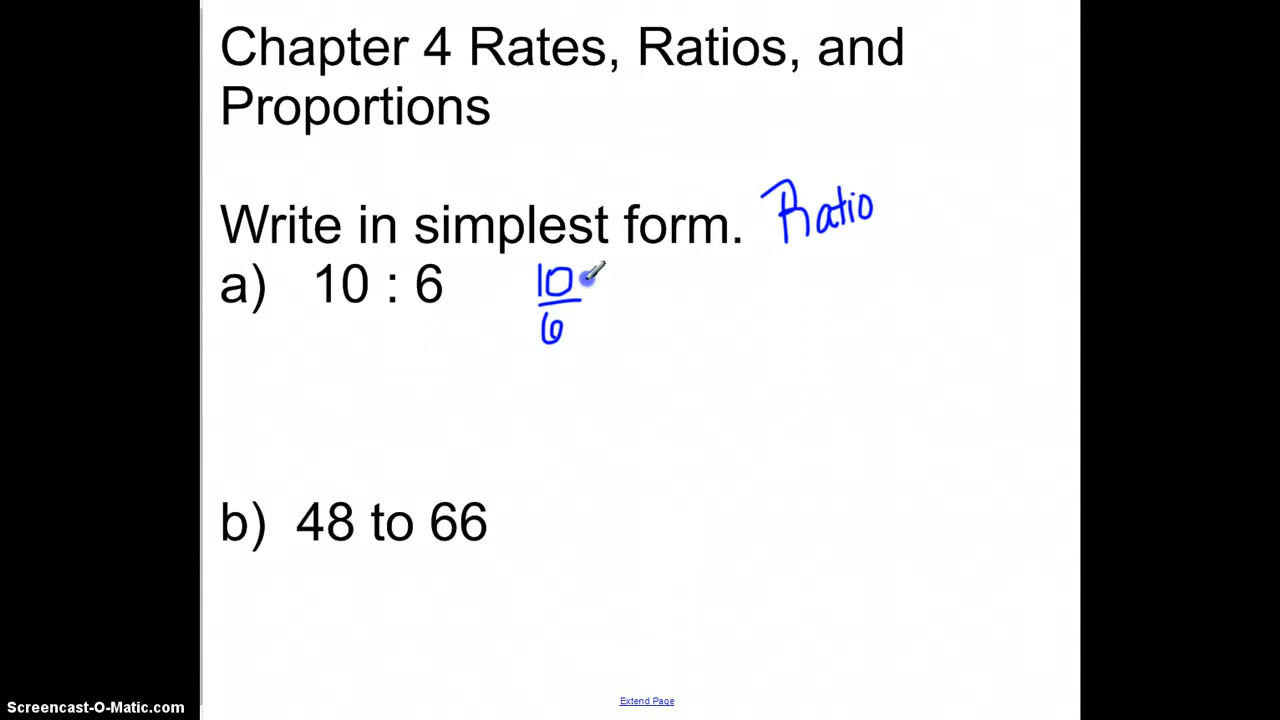 Chapter 4 Rates, Ratios, and
Proportions
Write in simplest form. Ratio
a) 10 : 6 10
6
b) 48 to 66
Extend Page
Screencast-O-Matic.com